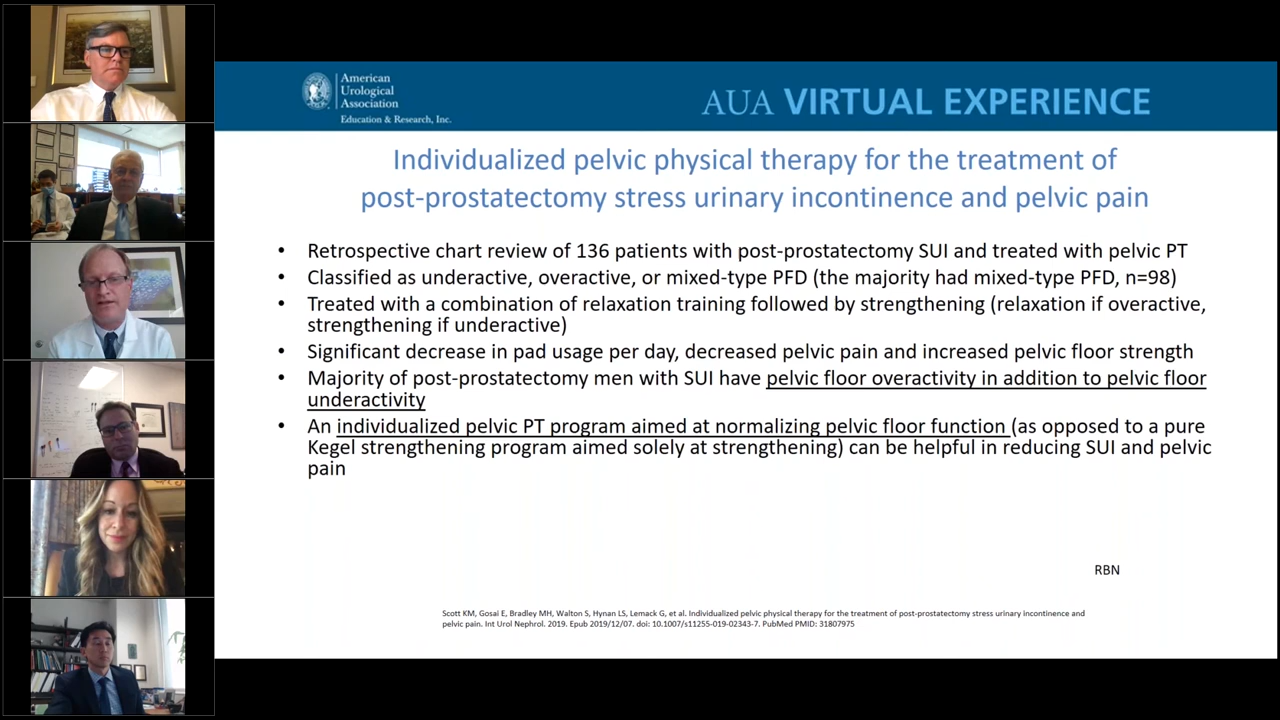 American
Urological
Association
Education & Research, Inc.
AUA VIRTUAL EXPERIENCE
Individualized pelvic physical therapy for the treatment of
post-prostatectomy stress urinary incontinence and pelvic pain
• Retrospective chart review of 136 patients with post-prostatectomy SUI and treated with pelvic PT
• Classified as underactive, overactive, or mixed-type PFD (the majority had mixed-type PFD, n=98)
• Treated with a combination of relaxation training followed by strengthening (relaxation if overactive,
strengthening if underactive)
• Significant decrease in pad usage per day, decreased pelvic pain and increased pelvic floor strength
• Majority of post-prostatectomy men with SUI have pelvic floor overactivity in addition to pelvic floor
underactivity
• An individualized pelvic PT program aimed at normalizing pelvic floor function (as opposed to a pure
Kegel strengthening program aimed solely at strengthening) can be helpful in reducing SUI and pelvic
pain
RBN
Scott KM, Gosai E, Bradley MH, Walton S, Hynan LS, Lemack G, et al. Individualized pelvic physical therapy for the treatment of post-prostatectomy stress urinary incontinence and
pelvic pain. Int Urol Nephrol. 2019. Epub 2019/12/07. doi: 10.1007/s11255-019-02343-7. PubMed PMID: 31807975